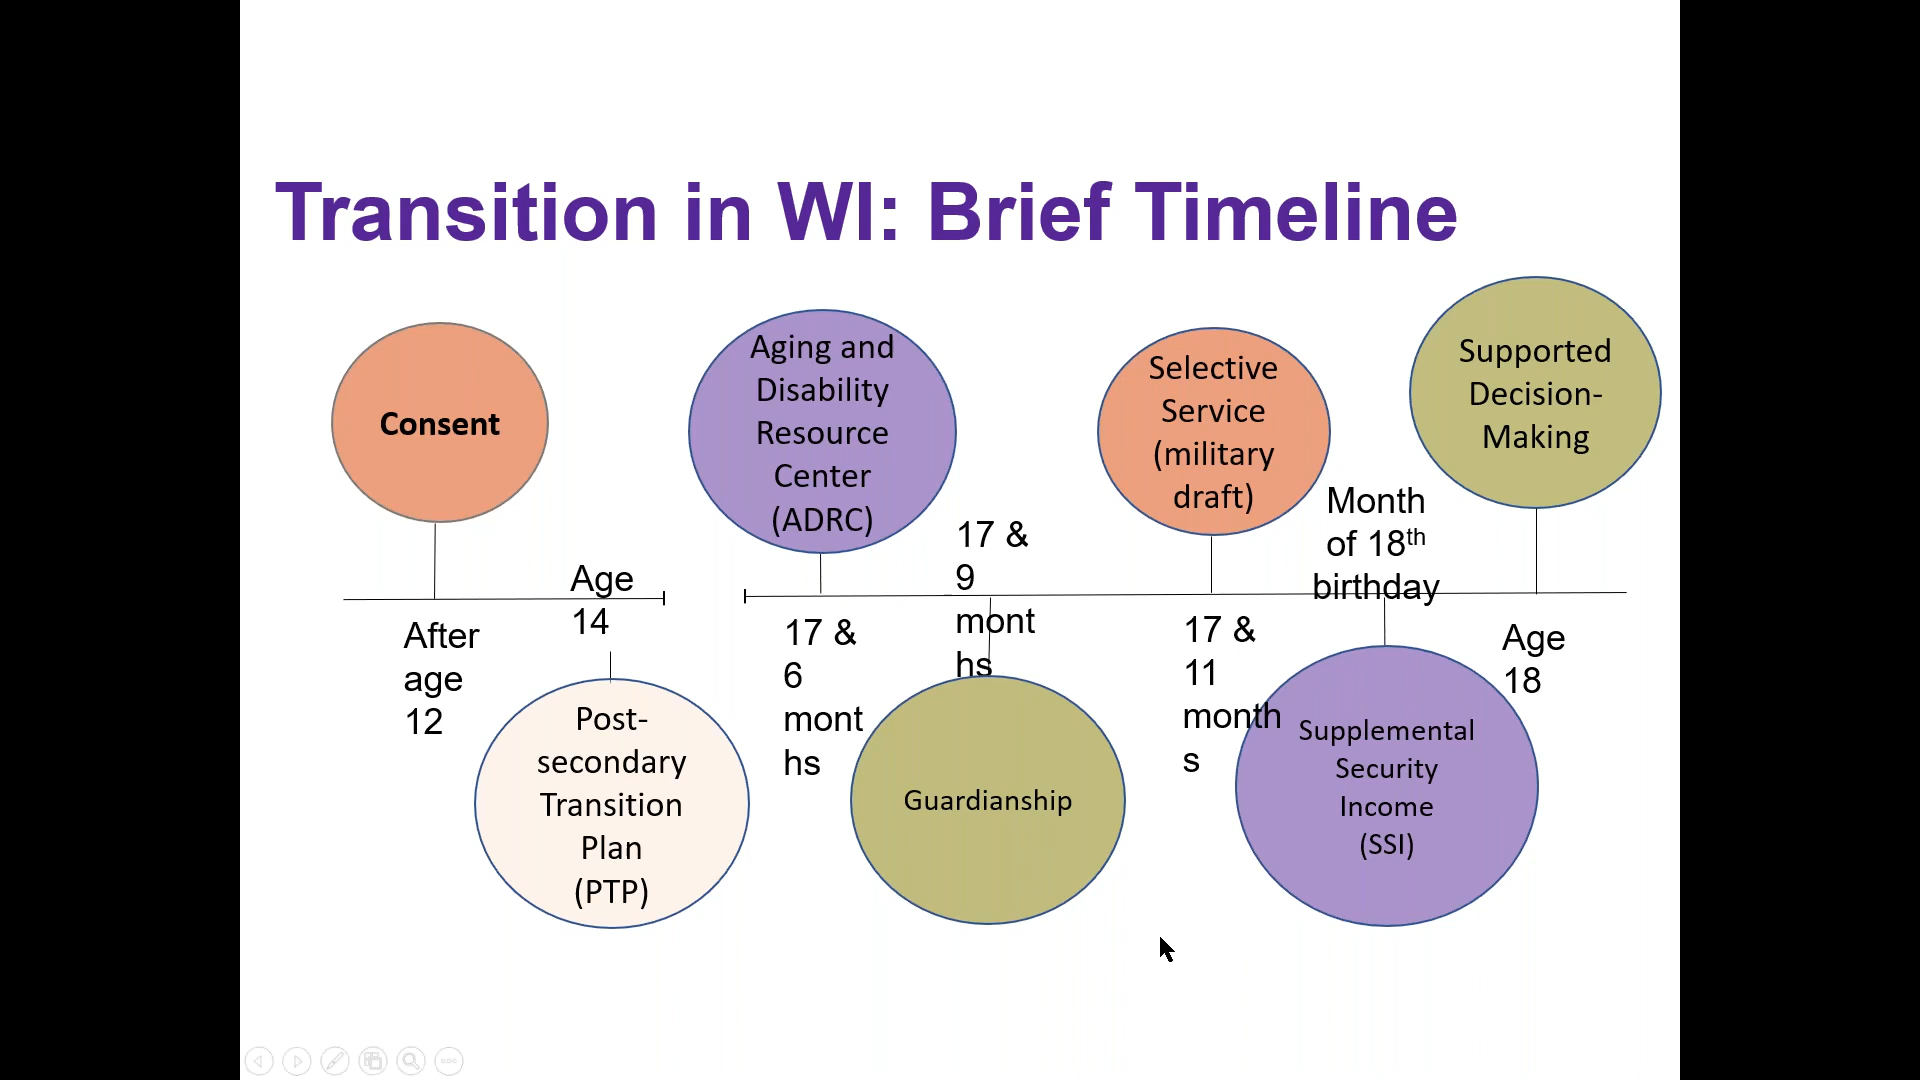 Transition in WI: Brief Timeline
Consent
After
age
12
Age
14
Post-
secondary
Transition
Plan
(PTP)
Aging and
Disability
Resource
Center
(ADRC)
17 &
6
mont
hs
17 &
9
mont
hs
Guardianship
Selective
Service
(military
draft)
17 &
11
month
s
Month
of 18th
birthday
Supplemental
Security
Income
(SSI)
Supported
Decision-
Making
Age
18